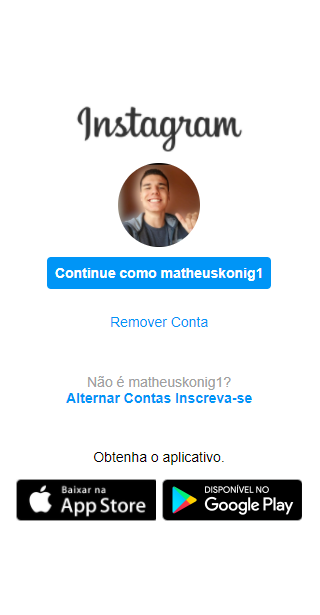 Instagram
Continue como matheuskonig1
Remover Conta
Não é matheuskonig1?
Alternar Contas Inscreva-se
Obtenha o aplicativo.
Baixar na
App Store
DISPONÍVEL NO
Google Play